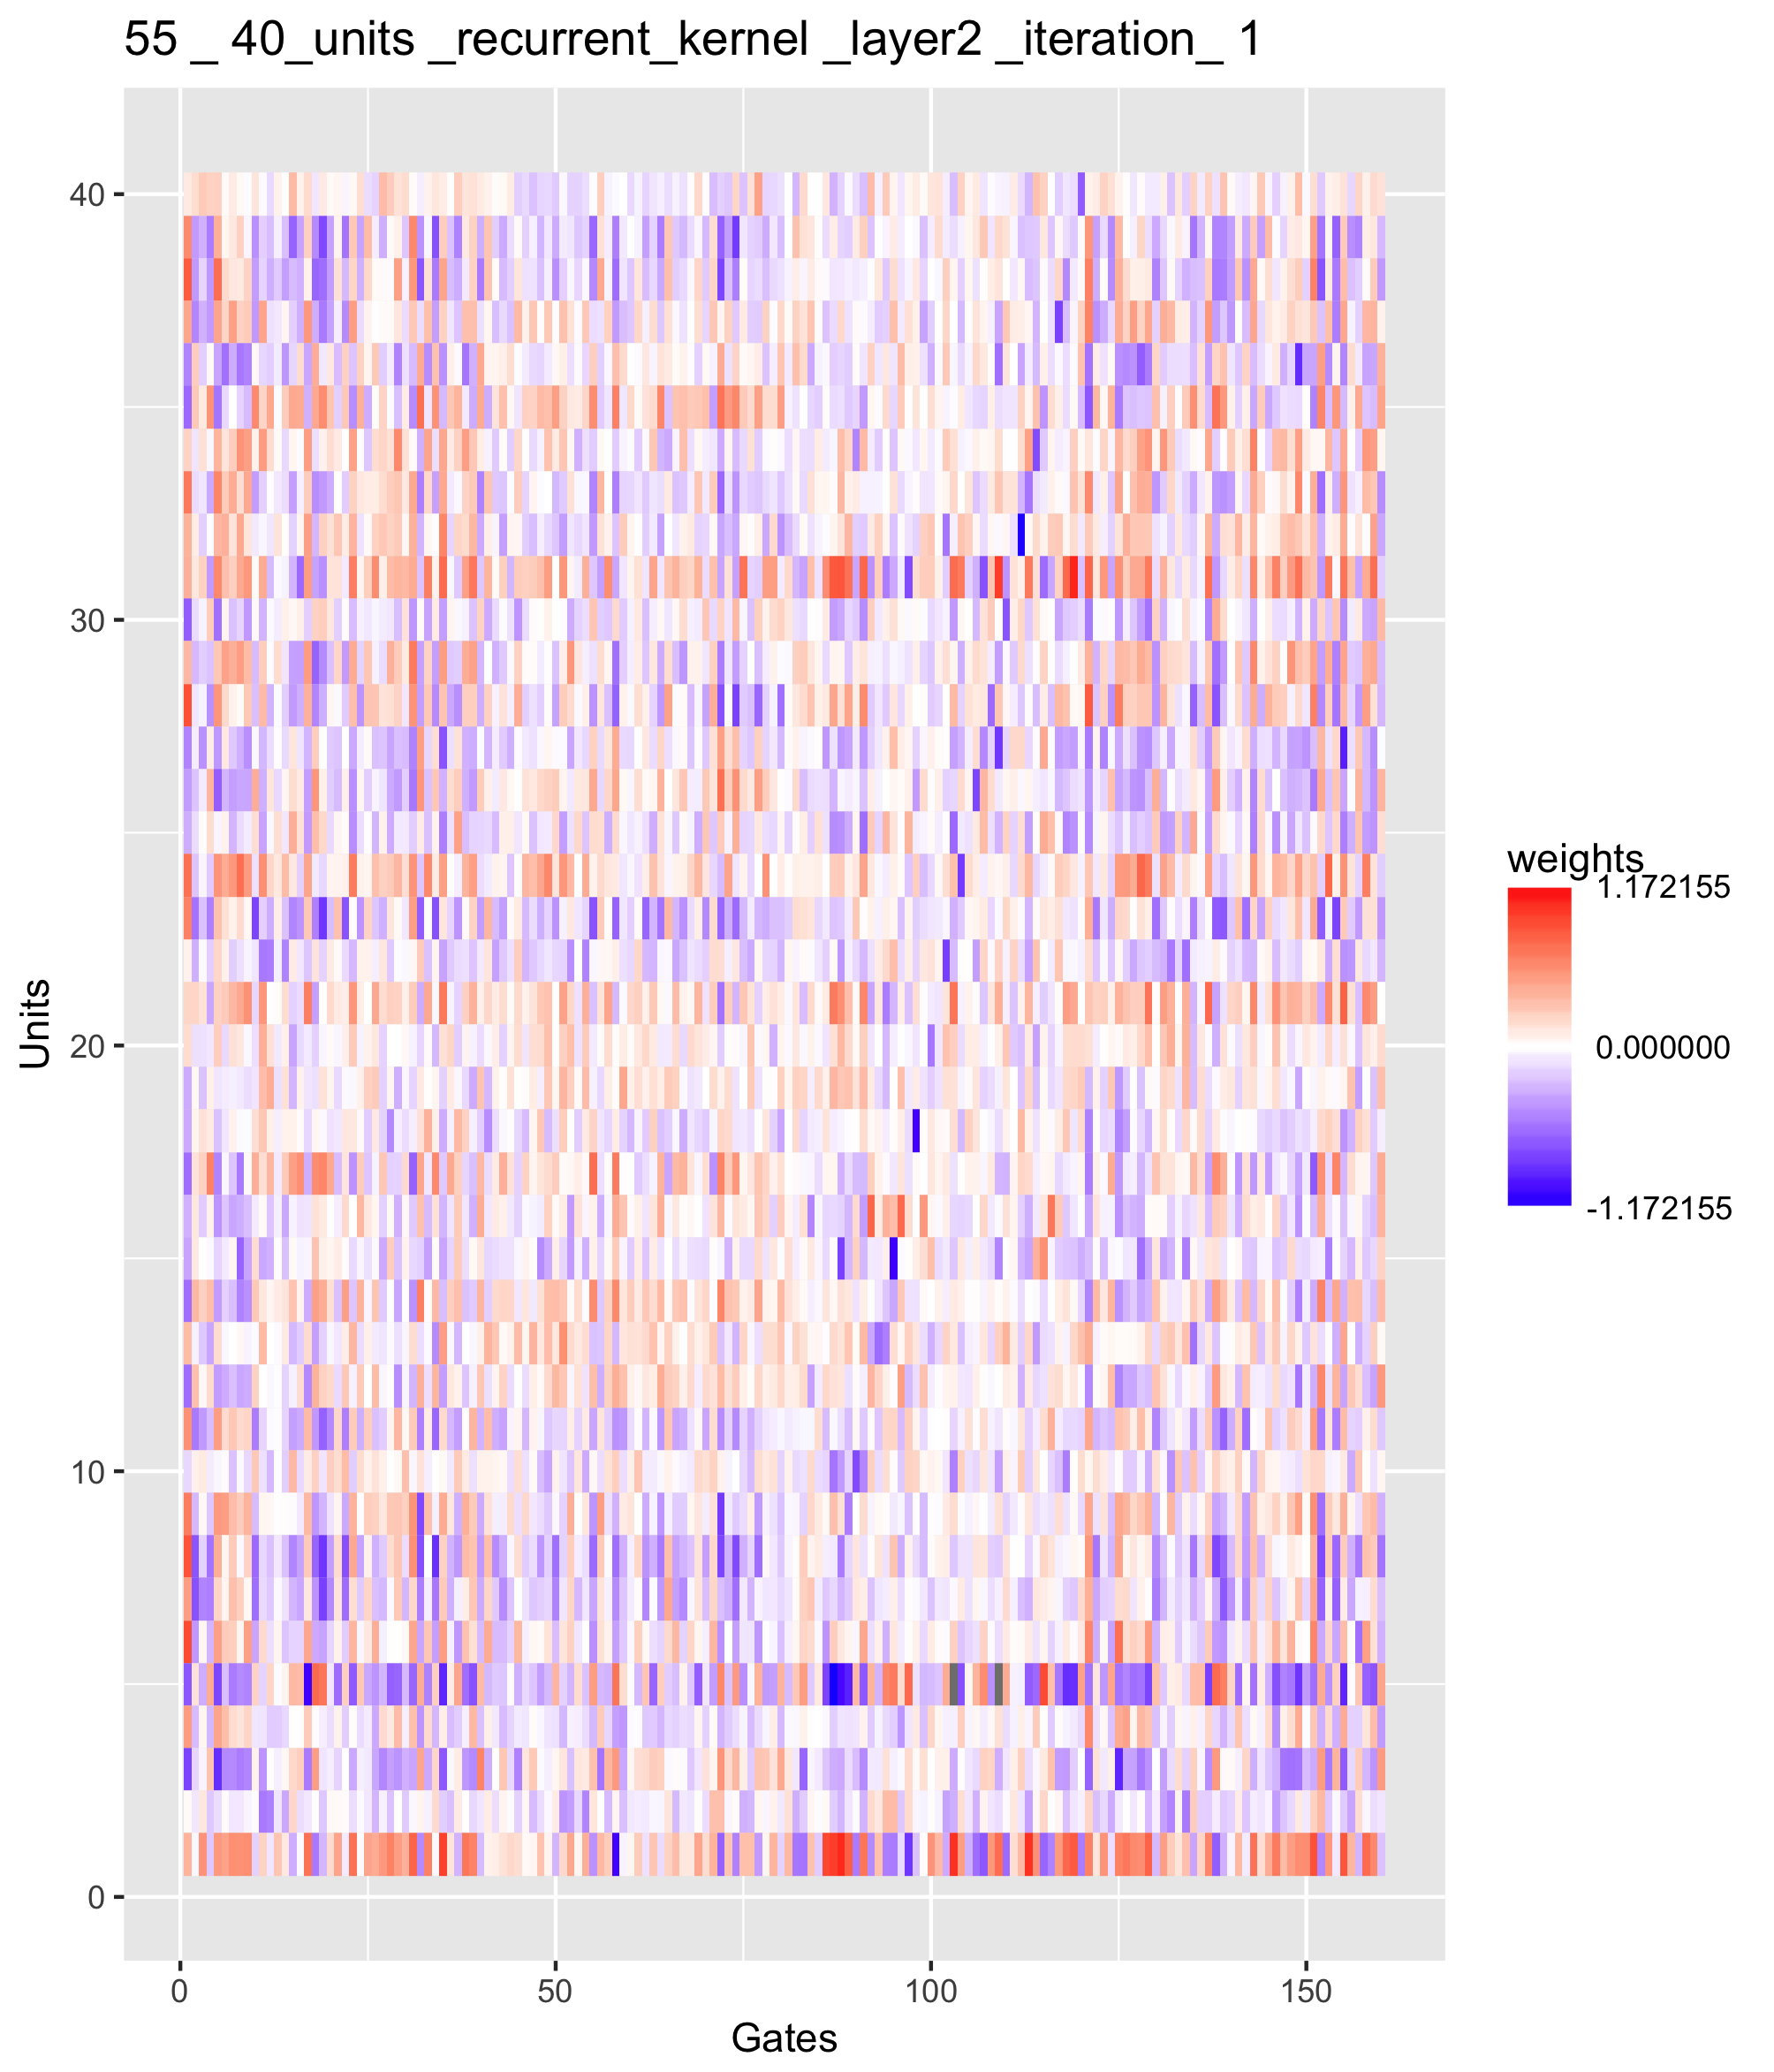 55 _ 40_units _recurrent_kernel _layer2 _iteration_ 1
40
30
20
10
0
Units
0 50 100 150
Gates
weights
1.172155
0.000000
-1.172155